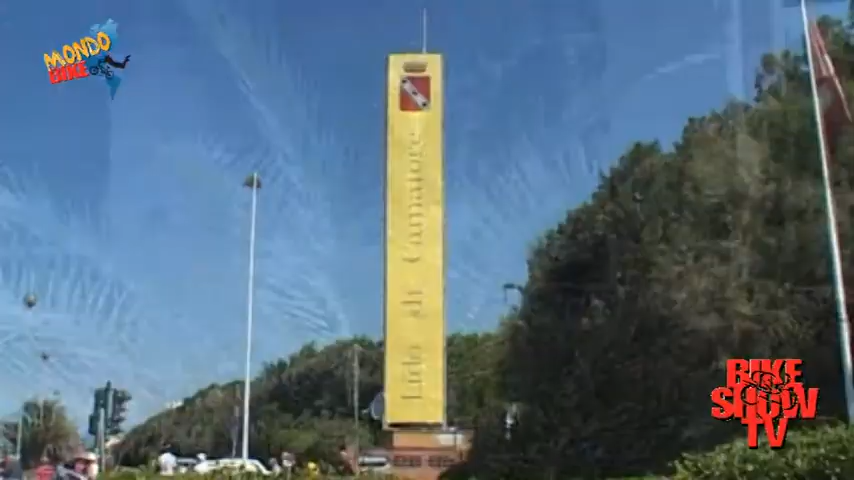 MONDO
BIKE
Lido di Camaiore
BIKE
SHOW
TV